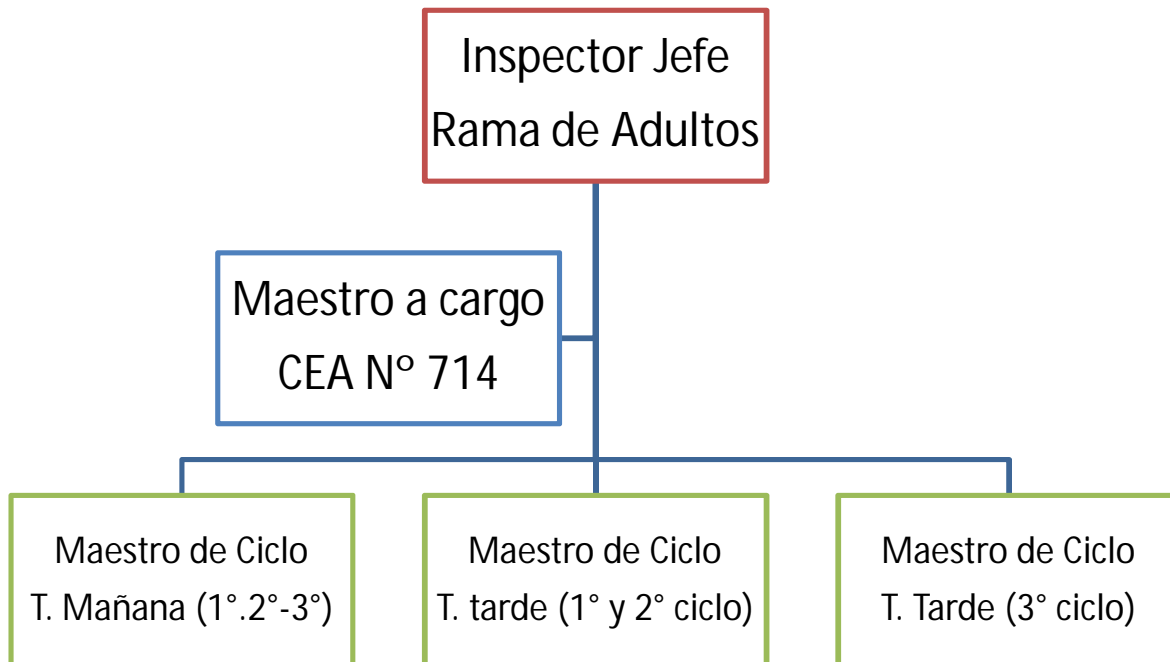 Inspector Jefe
Rama de Adultos
Maestro a cargo
CEA N° 714
Maestro de Ciclo
T. Mañana (1°.2°-3°)
Maestro de Ciclo
T. tarde (1° y 2° ciclo)
Maestro de Ciclo
T. Tarde (3° ciclo)